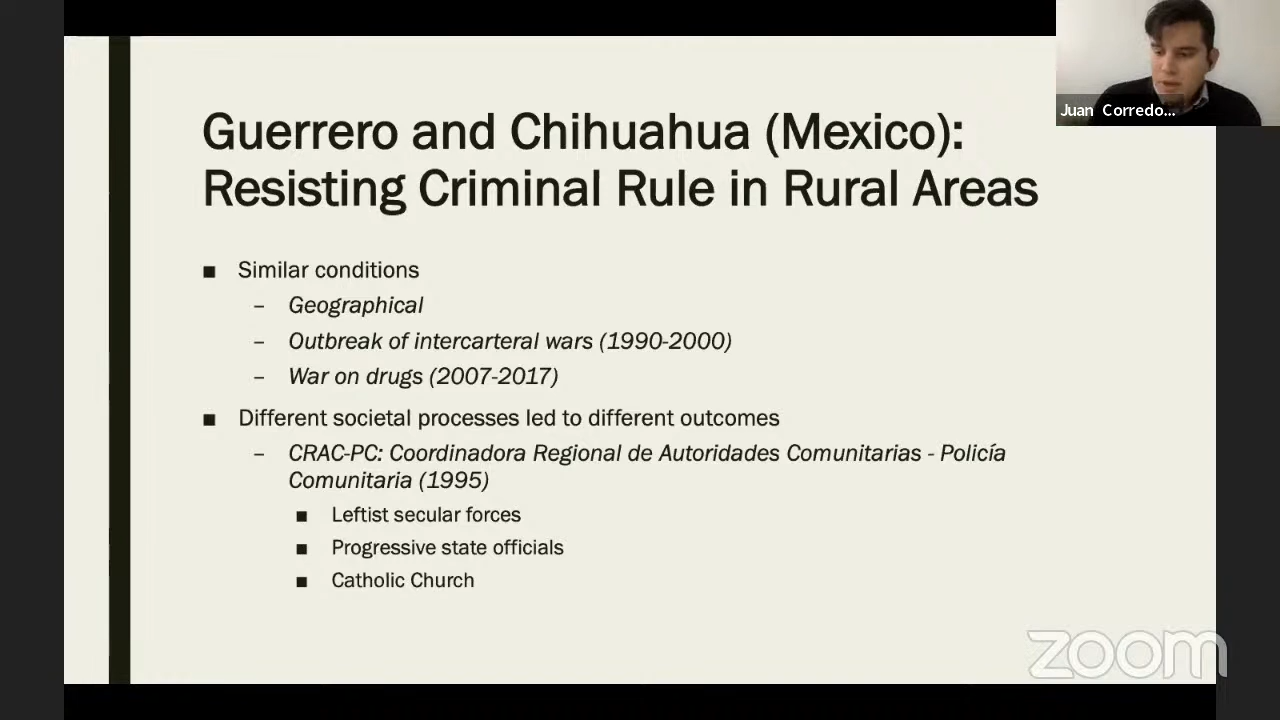 Juan Corredo...
Guerrero and Chihuahua (Mexico):
Resisting Criminal Rule in Rural Areas
■ Similar conditions
– Geographical
– Outbreak of intercarteral wars (1990-2000)
– War on drugs (2007-2017)
■ Different societal processes led to different outcomes
– CRAC-PC: Coordinadora Regional de Autoridades Comunitarias - Policía
Comunitaria (1995)
■ Leftist secular forces
■ Progressive state officials
■ Catholic Church
zoom